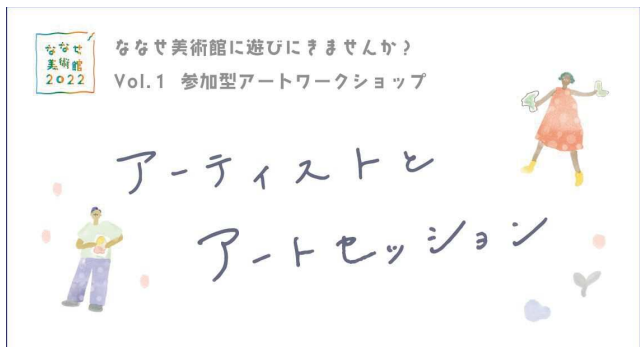 ななせ
美術館
2022
ななせ美術館に遊びにきませんか?
Vol.1 参加型アートワークショップ
アーティストと
アートセッション